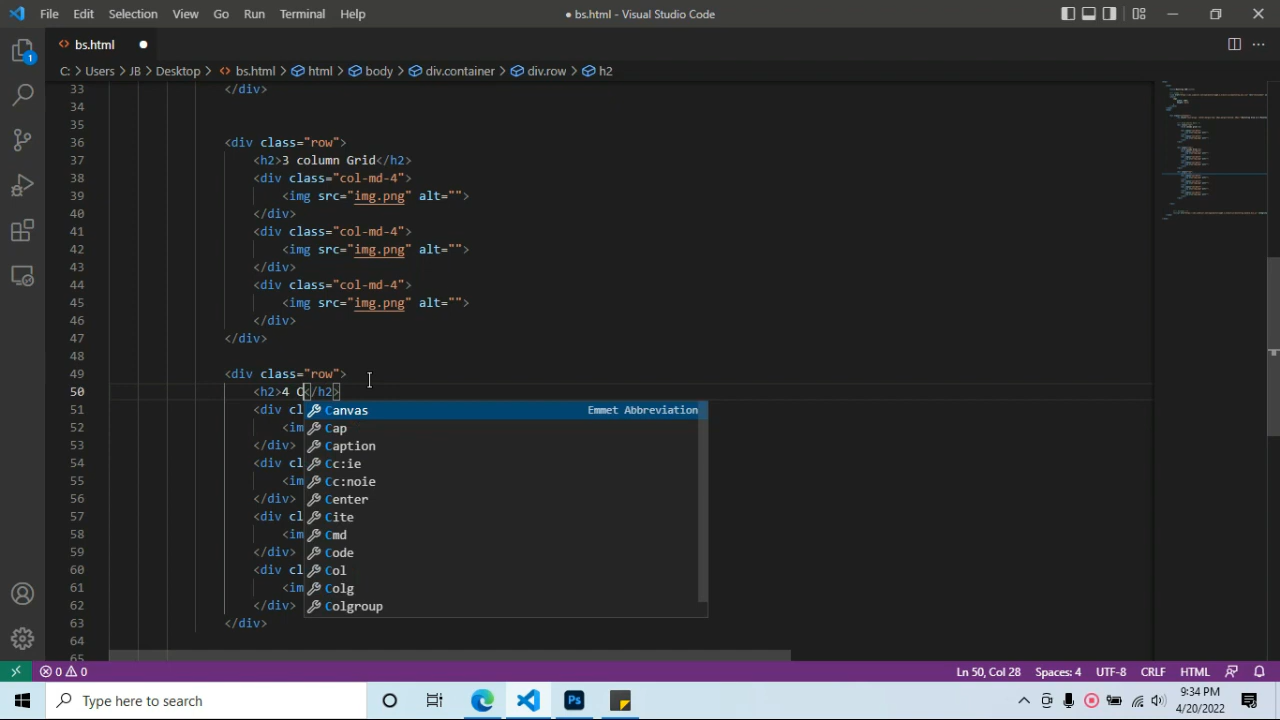 File Edit Selection View Go Run Terminal Help
● bs.html - Visual Studio Code
<> bs.html ●
C: > Users > JB > Desktop > <> bs.html > html > body > div.container > div.row > h2
33 </div>
34
35
36 <div class="row">
37 <h2>3 column Grid</h2>
38 <div class="col-md-4">
39 <img src="img.png" alt="">
40 </div>
41 <div class="col-md-4">
42 <img src="img.png" alt="">
43 </div>
44 <div class="col-md-4">
45 <img src="img.png" alt="">
46 </div>
47 </div>
48
49 <div class="row">
50 <h2>4 C</h2>
51 <div cl
52 <im
53 </div>
54 <div cl
55 <im
56 </div>
57 <div cl
58 <im
59 </div>
60 <div cl
61 <im
62 </div>
63 </div>
64
65
Canvas Emmet Abbreviation
Cap
Caption
Cc:ie
Cc:noie
Center
Cite
Cmd
Code
Col
Colg
Colgroup
1
0 0 Ln 50, Col 28 Spaces: 4 UTF-8 CRLF HTML
Type here to search
Ps
9:34 PM
4/20/2022